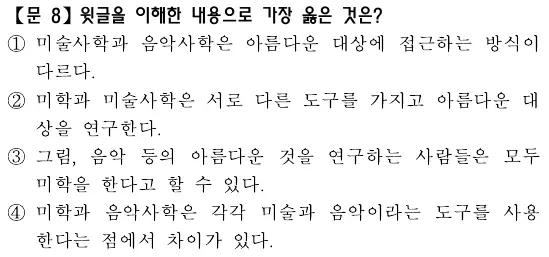 【문 8】윗글을 이해한 내용으로 가장 옳은 것은?
① 미술사학과 음악사학은 아름다운 대상에 접근하는 방식이
다르다.
② 미학과 미술사학은 서로 다른 도구를 가지고 아름다운 대
상을 연구한다.
③ 그림, 음악 등의 아름다운 것을 연구하는 사람들은 모두
미학을 한다고 할 수 있다.
④ 미학과 음악사학은 각각 미술과 음악이라는 도구를 사용
한다는 점에서 차이가 있다.